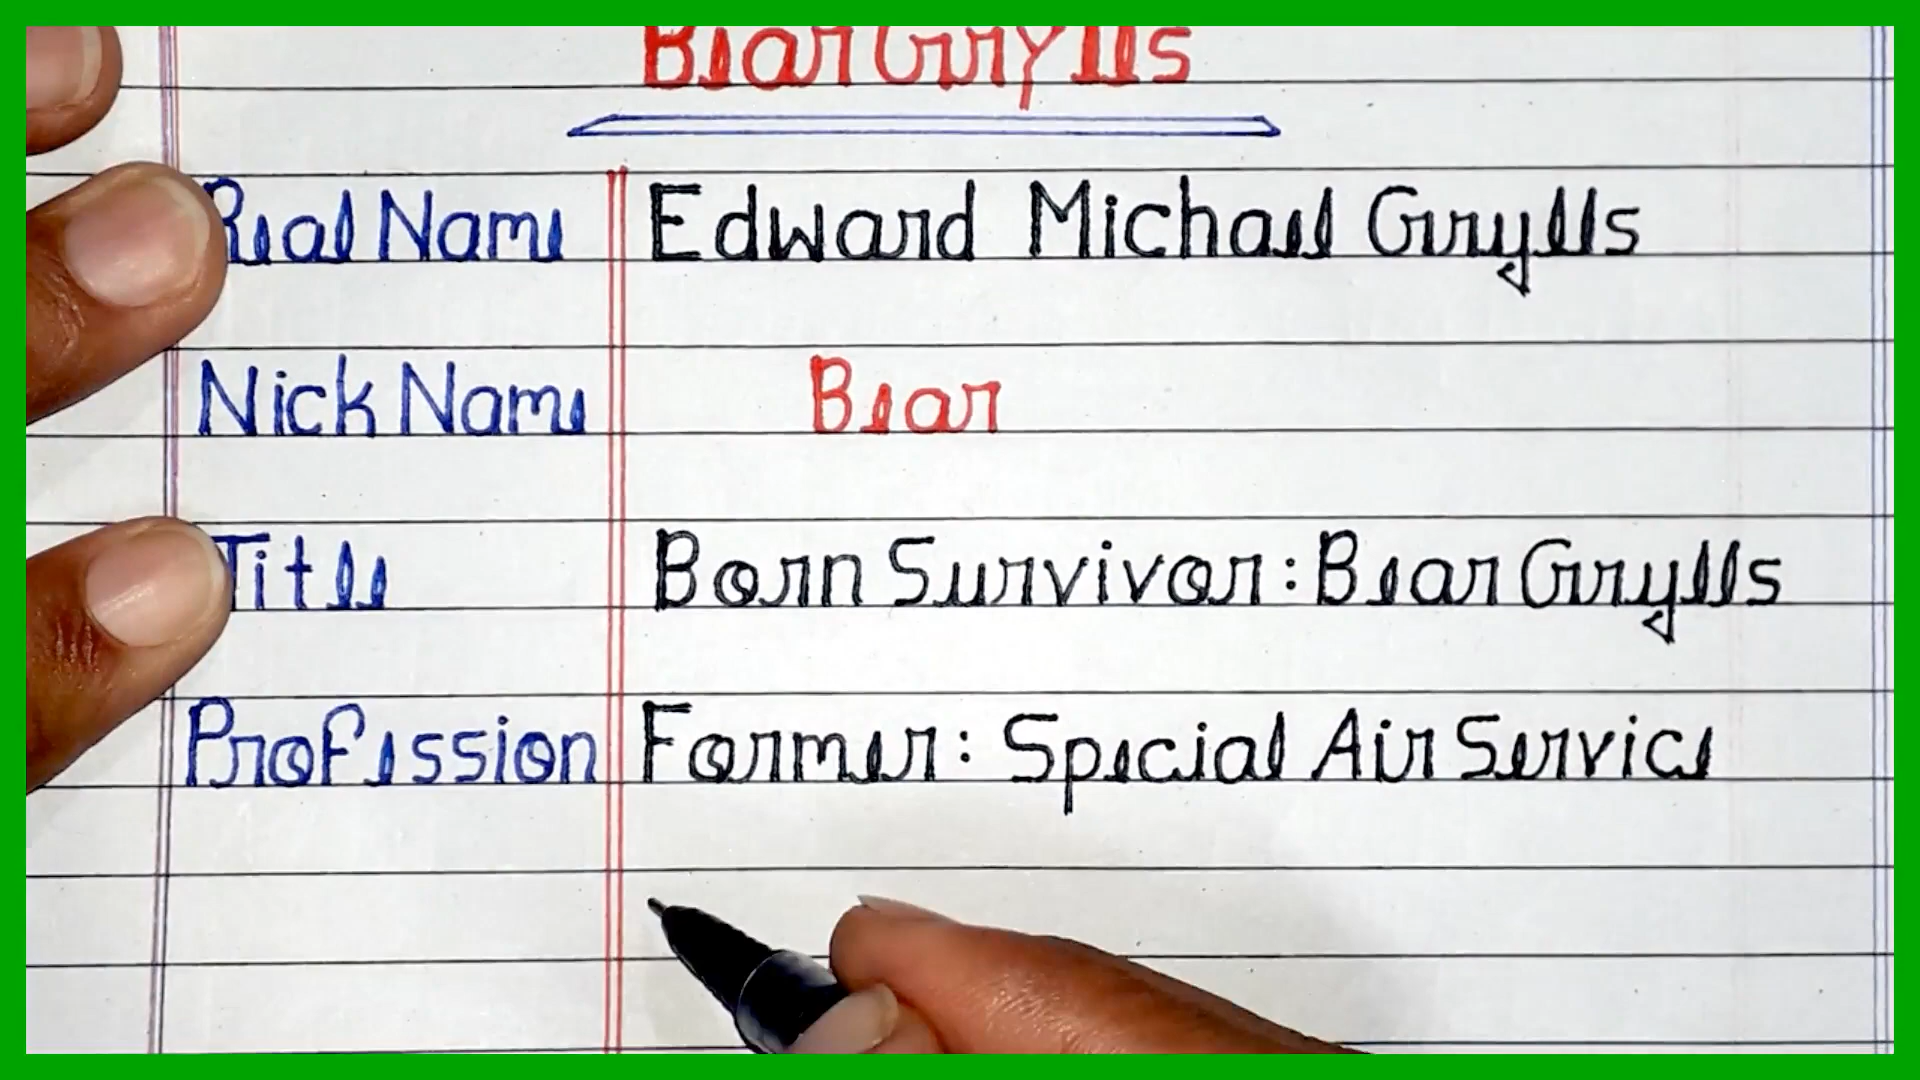 Bear Grylls
Real Name Edward Michael Grylls
Nick Name Bear
Title Born Survivor: Bear Grylls
Profession Former: Special Air Service